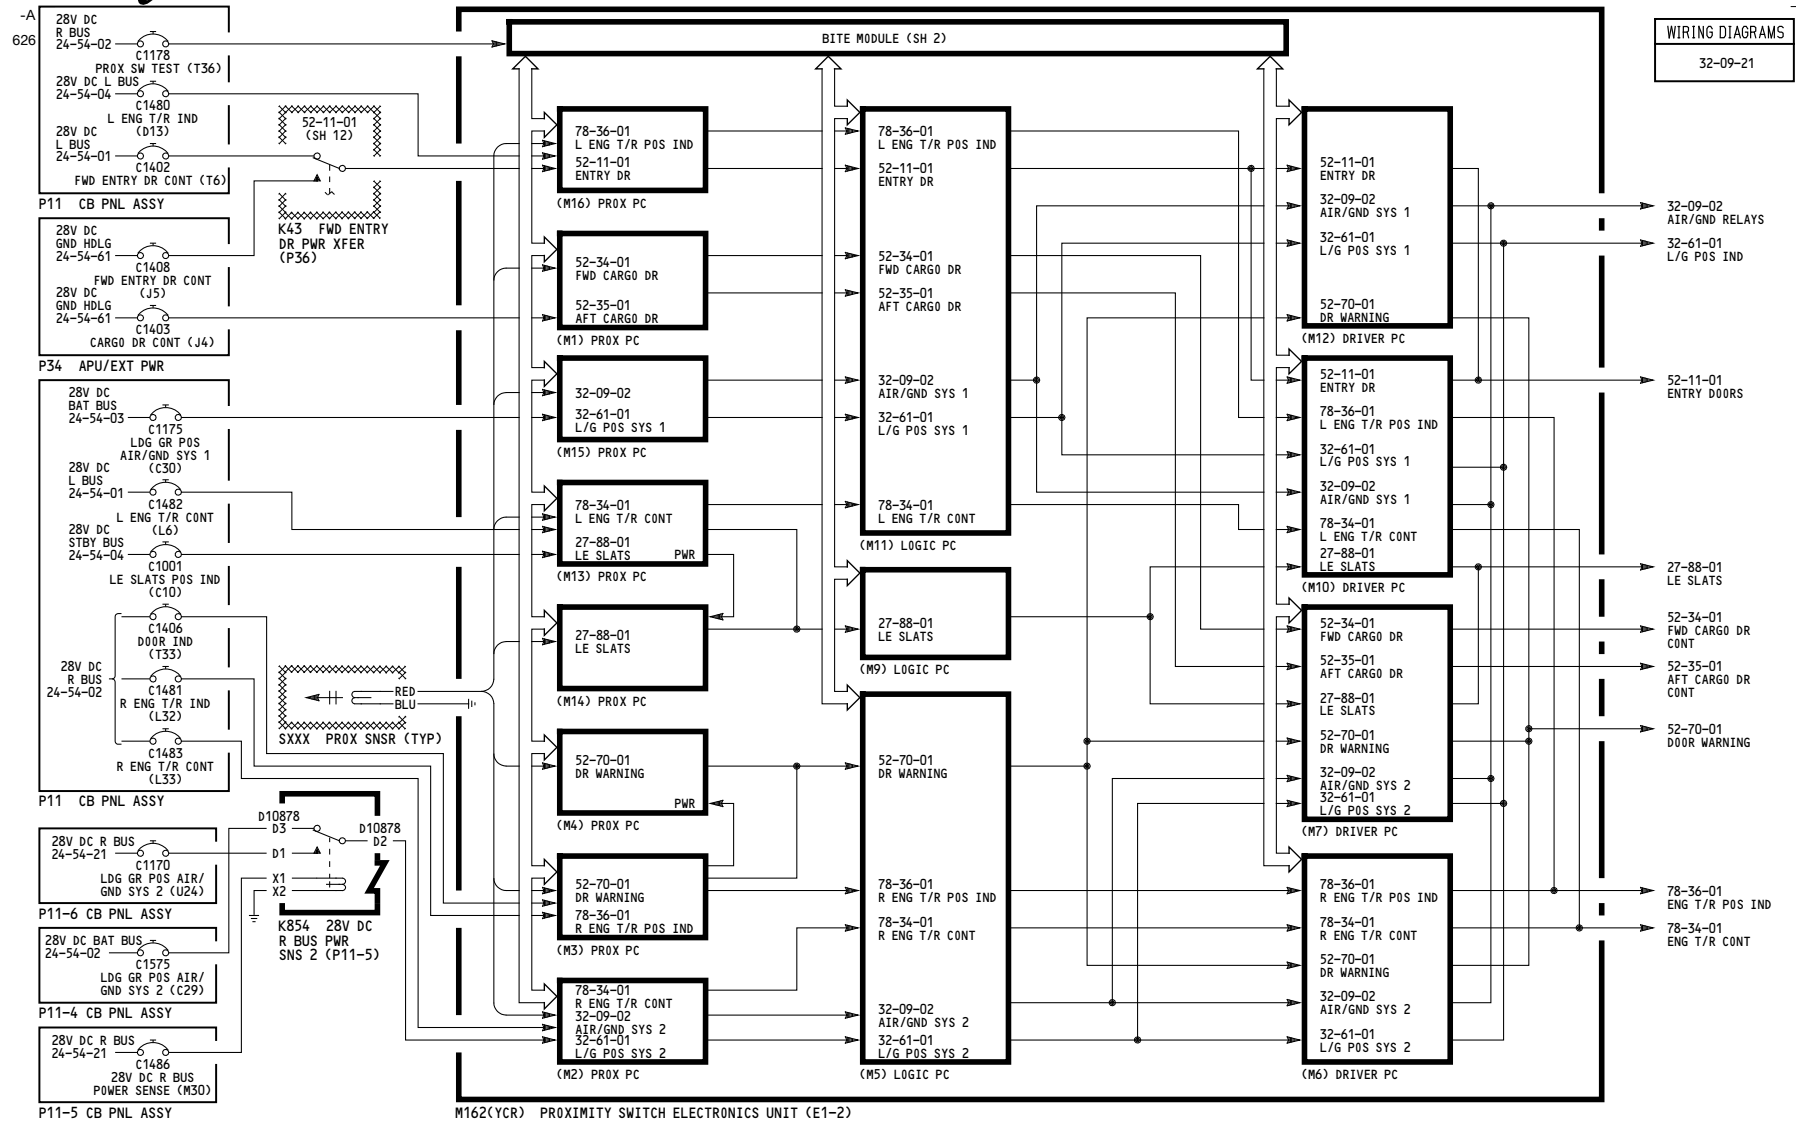 -A
626
28V DC
R BUS
24-54-02
C1178
PROX SW TEST (T36)
28V DC L BUS
24-54-04
C1480
L ENG T/R IND
(D13)
28V DC
L BUS
24-54-01
C1402
FWD ENTRY DR CONT (T6)
P11 CB PNL ASSY
28V DC
GND HDLG
24-54-61
C1408
FWD ENTRY DR CONT
(J5)
28V DC
GND HDLG
24-54-61
C1403
CARGO DR CONT (J4)
P34 APU/EXT PWR
28V DC
BAT BUS
24-54-03
C1175
LDG GR POS
AIR/GND SYS 1
(C30)
28V DC
L BUS
24-54-01
C1482
L ENG T/R CONT
(L6)
28V DC
STBY BUS
24-54-04
C1001
LE SLATS POS IND
(C10)
C1406
DOOR IND
(T33)
28V DC
R BUS
24-54-02
C1481
R ENG T/R IND
(L32)
C1483
R ENG T/R CONT
(L33)
P11 CB PNL ASSY
28V DC R BUS
24-54-21
C1170
LDG GR POS AIR/
GND SYS 2 (U24)
P11-6 CB PNL ASSY
28V DC BAT BUS
24-54-02
C1575
LDG GR POS AIR/
GND SYS 2 (C29)
P11-4 CB PNL ASSY
28V DC R BUS
24-54-21
C1486
28V DC R BUS
POWER SENSE (M30)
P11-5 CB PNL ASSY
52-11-01
(SH 12)
K43 FWD ENTRY
DR PWR XFER
(P36)
RED
BLU
SXXX PROX SNSR (TYP)
D10878
D3
D1
X1
X2
D10878
D2
K854 28V DC
R BUS PWR
SNS 2 (P11-5)
BITE MODULE (SH 2)
78-36-01
L ENG T/R POS IND
52-11-01
ENTRY DR
(M16) PROX PC
52-34-01
FWD CARGO DR
52-35-01
AFT CARGO DR
(M1) PROX PC
32-09-02
32-61-01
L/G POS SYS 1
(M15) PROX PC
78-34-01
L ENG T/R CONT
27-88-01
LE SLATS
PWR
(M13) PROX PC
27-88-01
LE SLATS
(M14) PROX PC
52-70-01
DR WARNING
PWR
(M4) PROX PC
52-70-01
DR WARNING
78-36-01
R ENG T/R POS IND
(M3) PROX PC
78-34-01
R ENG T/R CONT
32-09-02
AIR/GND SYS 2
32-61-01
L/G POS SYS 2
(M2) PROX PC
78-36-01
L ENG T/R POS IND
52-11-01
ENTRY DR
52-34-01
FWD CARGO DR
52-35-01
AFT CARGO DR
32-09-02
AIR/GND SYS 1
32-61-01
L/G POS SYS 1
78-34-01
L ENG T/R CONT
(M11) LOGIC PC
27-88-01
LE SLATS
(M9) LOGIC PC
52-70-01
DR WARNING
78-36-01
R ENG T/R POS IND
78-34-01
R ENG T/R CONT
32-09-02
AIR/GND SYS 2
32-61-01
L/G POS SYS 2
(M5) LOGIC PC
52-11-01
ENTRY DR
32-09-02
AIR/GND SYS 1
32-61-01
L/G POS SYS 1
52-70-01
DR WARNING
(M12) DRIVER PC
52-11-01
ENTRY DR
78-36-01
L ENG T/R POS IND
32-61-01
L/G POS SYS 1
32-09-02
AIR/GND SYS 1
78-34-01
L ENG T/R CONT
27-88-01
LE SLATS
(M10) DRIVER PC
52-34-01
FWD CARGO DR
52-35-01
AFT CARGO DR
27-88-01
LE SLATS
52-70-01
DR WARNING
32-09-02
AIR/GND SYS 2
32-61-01
L/G POS SYS 2
(M7) DRIVER PC
78-36-01
R ENG T/R POS IND
78-34-01
R ENG T/R CONT
52-70-01
DR WARNING
32-09-02
AIR/GND SYS 2
32-61-01
L/G POS SYS 2
(M6) DRIVER PC
M162(YCR) PROXIMITY SWITCH ELECTRONICS UNIT (E1-2)
WIRING DIAGRAMS
32-09-21
32-09-02
AIR/GND RELAYS
32-61-01
L/G POS IND
52-11-01
ENTRY DOORS
27-88-01
LE SLATS
52-34-01
FWD CARGO DR
CONT
52-35-01
AFT CARGO DR
CONT
52-70-01
DOOR WARNING
78-36-01
ENG T/R POS IND
78-34-01
ENG T/R CONT